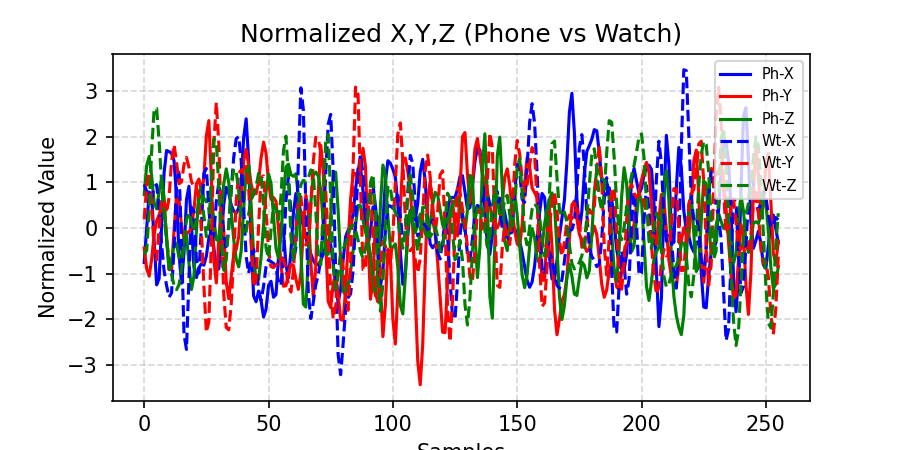 Normalized X,Y,Z (Phone vs Watch)
Normalized Value
3
2
1
0
−1
−2
−3
0
50
100
150
200
250
Samples
Ph-X
Ph-Y
Ph-Z
Wt-X
Wt-Y
Wt-Z